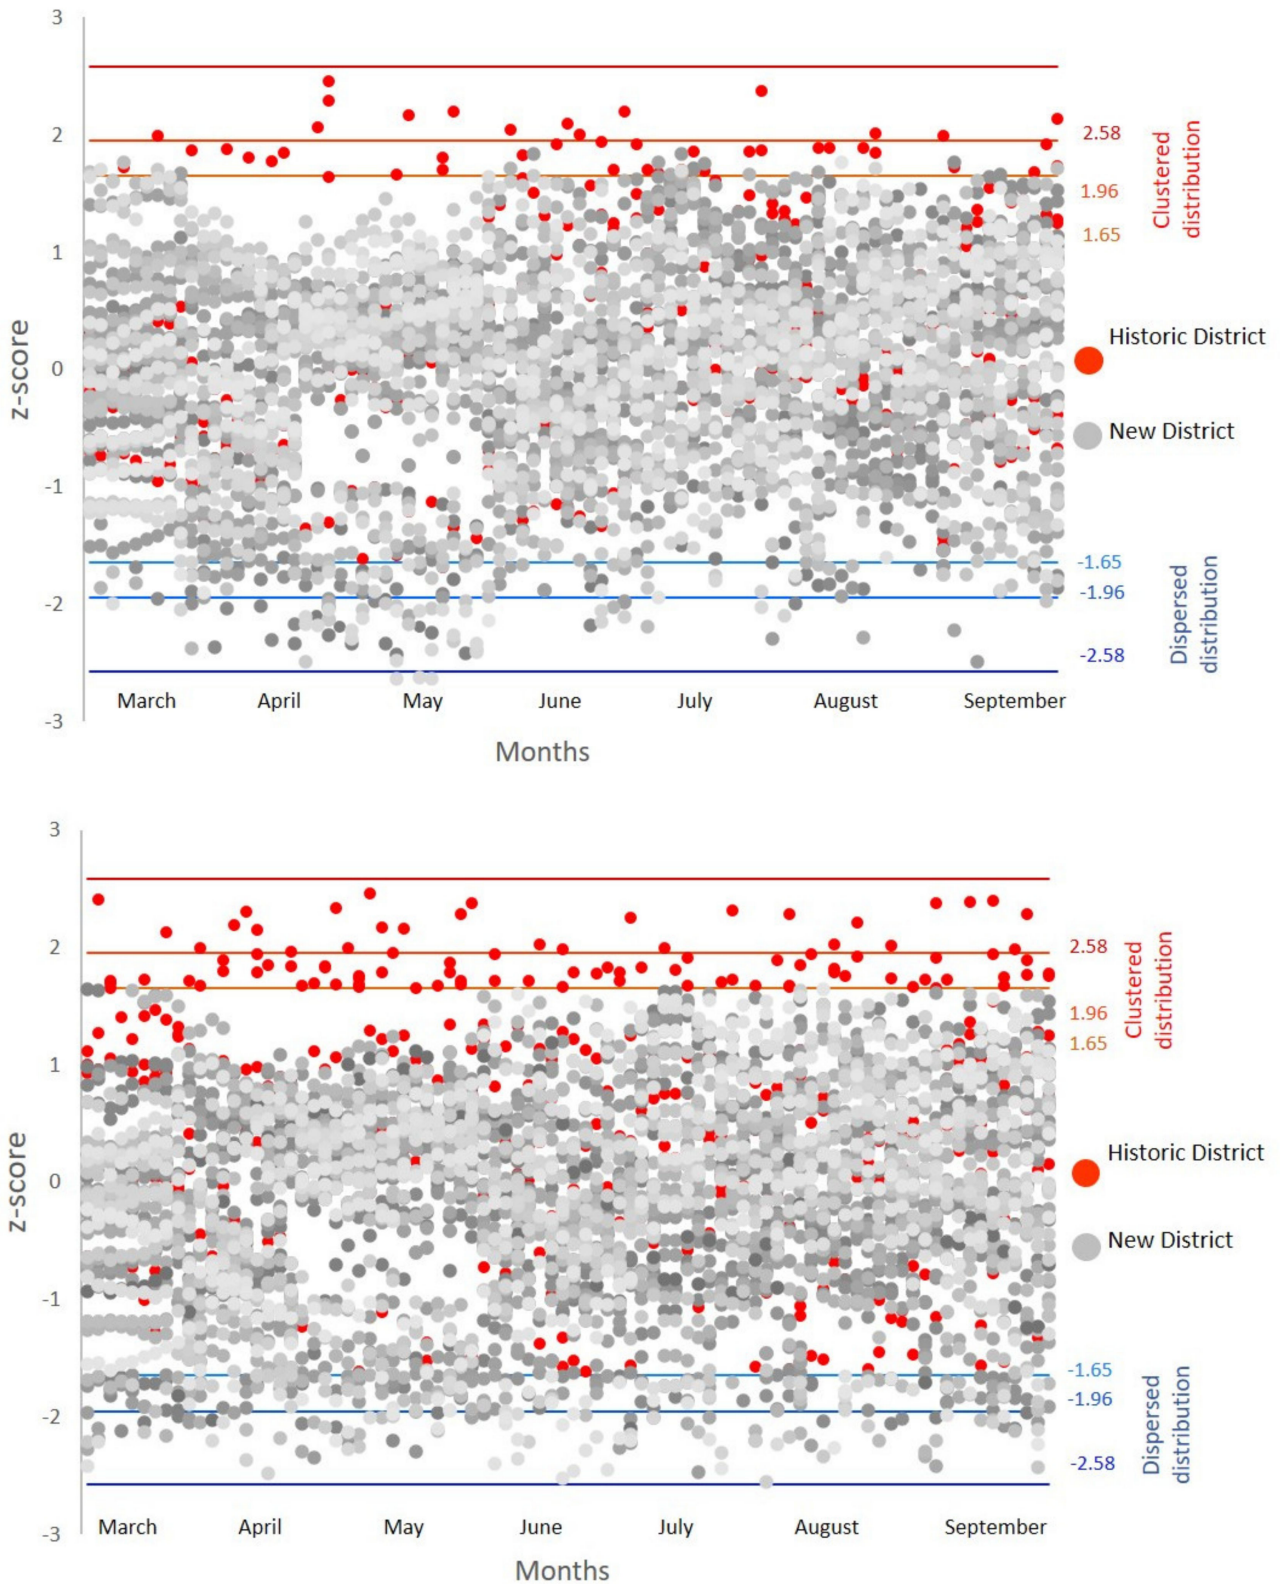 3
2
1
0
-1
-2
-3
z-score
2.58
1.96
1.65
Clustered
distribution
Historic District
New District
-1.65
-1.96
-2.58
Dispersed
distribution
March April May June July August September
Months
3
2
1
0
-1
-2
-3
z-score
2.58
1.96
1.65
Clustered
distribution
Historic District
New District
-1.65
-1.96
-2.58
Dispersed
distribution
March April May June July August September
Months